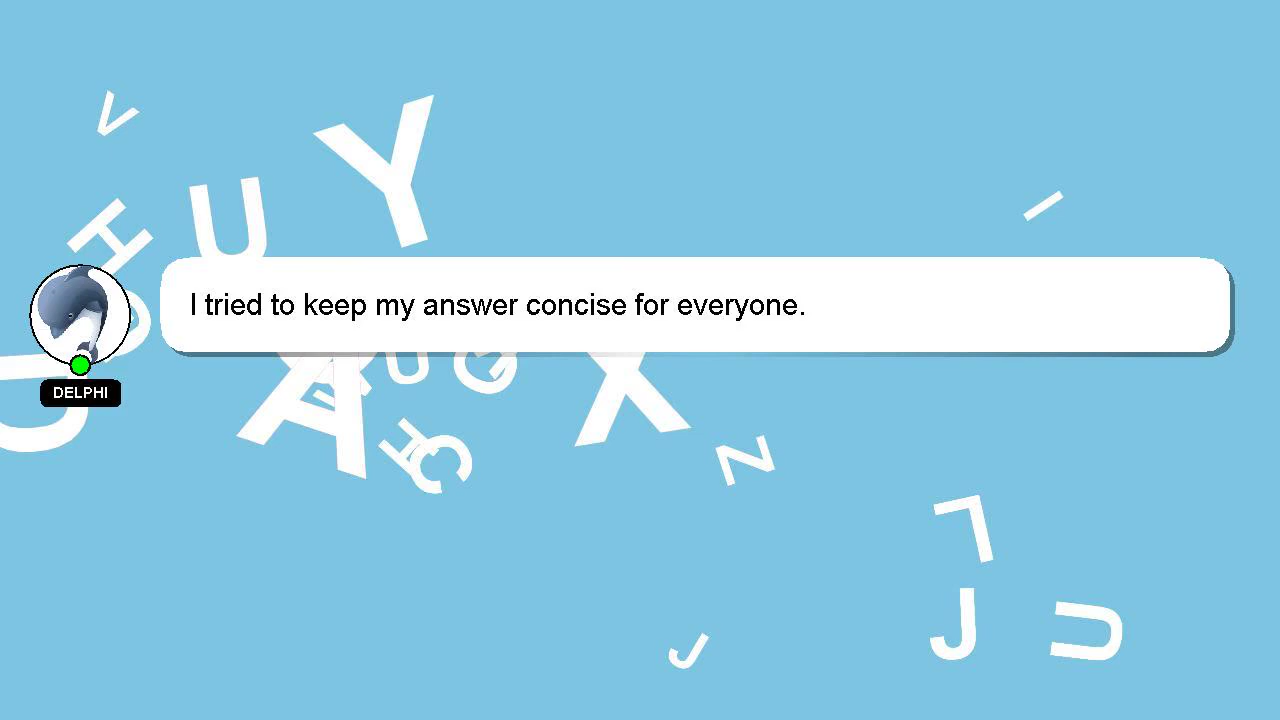 V
Y
H
U
I
I tried to keep my answer concise for everyone.
DELPHI
U
G
X
A
H
C
N
L
J
U
J